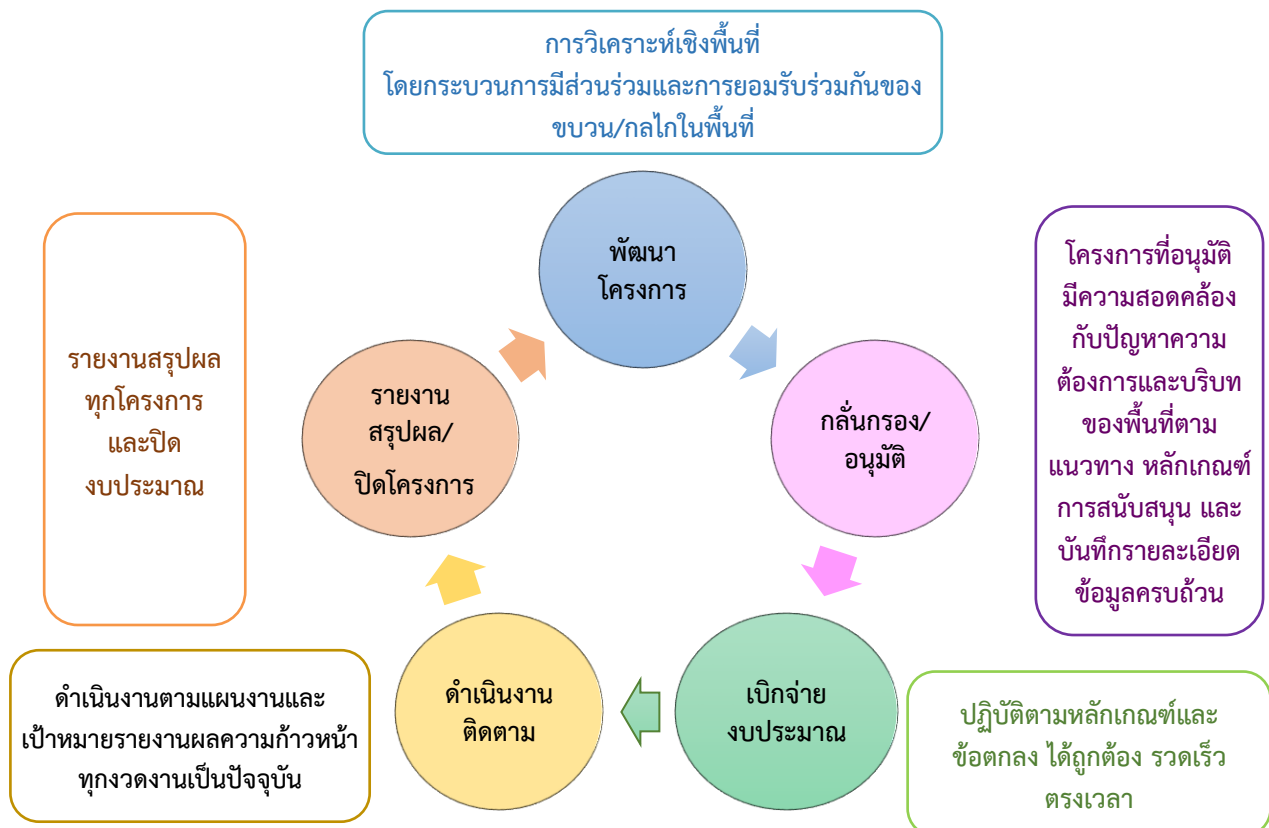 การวิเคราะห์เชิงพื้นที่
โดยกระบวนการมีส่วนร่วมและการยอมรับร่วมกันของ
ขบวน/กลไกในพื้นที่
พัฒนา
โครงการ
โครงการที่อนุมัติ
มีความสอดคล้อง
กับปัญหาความ
ต้องการและบริบท
ของพื้นที่ตาม
แนวทาง หลักเกณฑ์
การสนับสนุน และ
บันทึกรายละเอียด
ข้อมูลครบถ้วน
กลั่นกรอง/
อนุมัติ
เบิกจ่าย
งบประมาณ
ปฏิบัติตามหลักเกณฑ์และ
ข้อตกลง ได้ถูกต้อง รวดเร็ว
ตรงเวลา
ดำเนินงาน
ติดตาม
ดำเนินงานตามแผนงานและ
เป้าหมายรายงานผลความก้าวหน้า
ทุกงวดงานเป็นปัจจุบัน
รายงาน
สรุปผล/
ปิดโครงการ
รายงานสรุปผล
ทุกโครงการ
และปิด
งบประมาณ